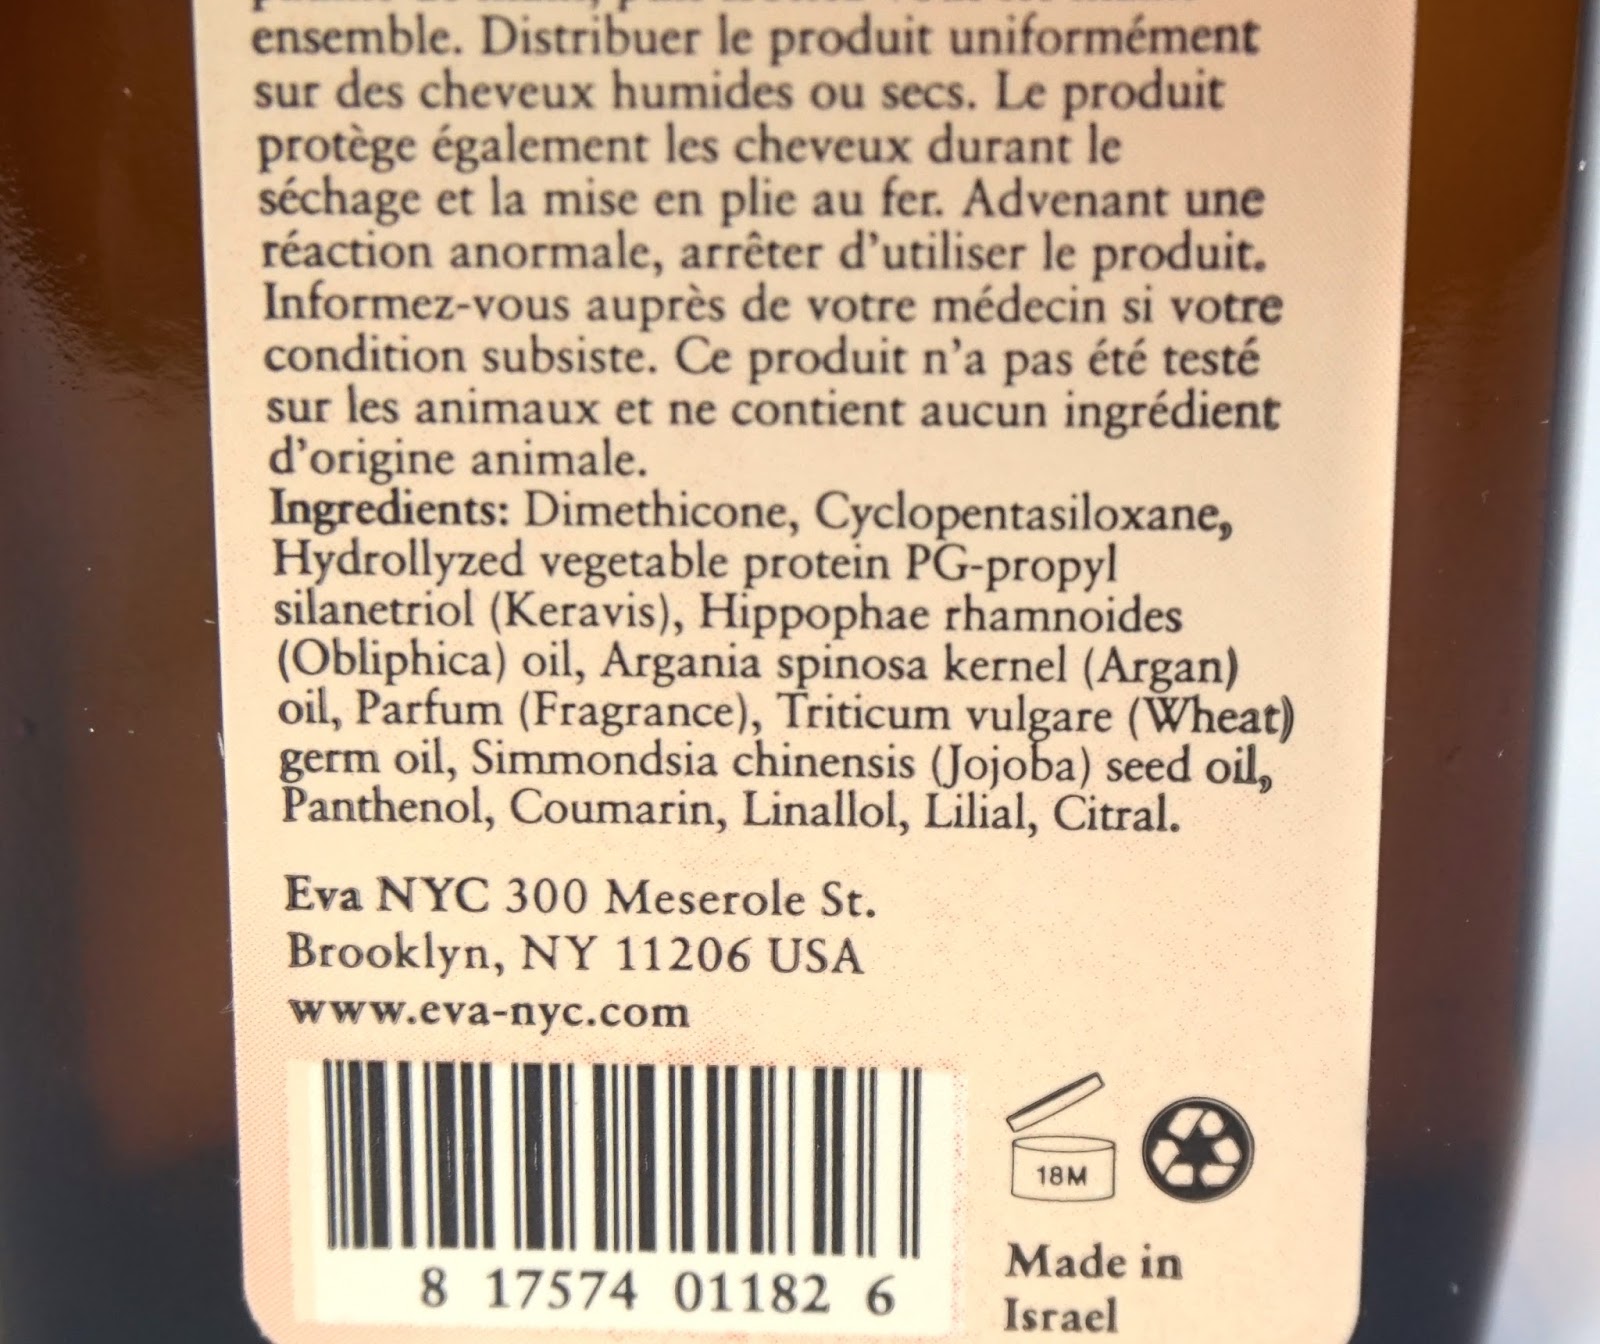 ensemble. Distribuer le produit uniformément
sur des cheveux humides ou secs. Le produit
protège également les cheveux durant le
séchage et la mise en plie au fer. Advenant une
réaction anormale, arrêter d'utiliser le produit.
Informez-vous auprès de votre médecin si votre
condition subsiste. Ce produit n'a pas été testé
sur les animaux et ne contient aucun ingrédient
d'origine animale.
Ingredients: Dimethicone, Cyclopentasiloxane,
Hydrollyzed vegetable protein PG-propyl
silanetriol (Keravis), Hippophae rhamnoides
(Obliphica) oil, Argania spinosa kernel (Argan)
oil, Parfum (Fragrance), Triticum vulgare (Wheat)
germ oil, Simmondsia chinensis (Jojoba) seed oil,
Panthenol, Coumarin, Linallol, Lilial, Citral.
Eva NYC 300 Meserole St.
Brooklyn, NY 11206 USA
www.eva-nyc.com
8 17574 01182 6
18M
Made in
Israel